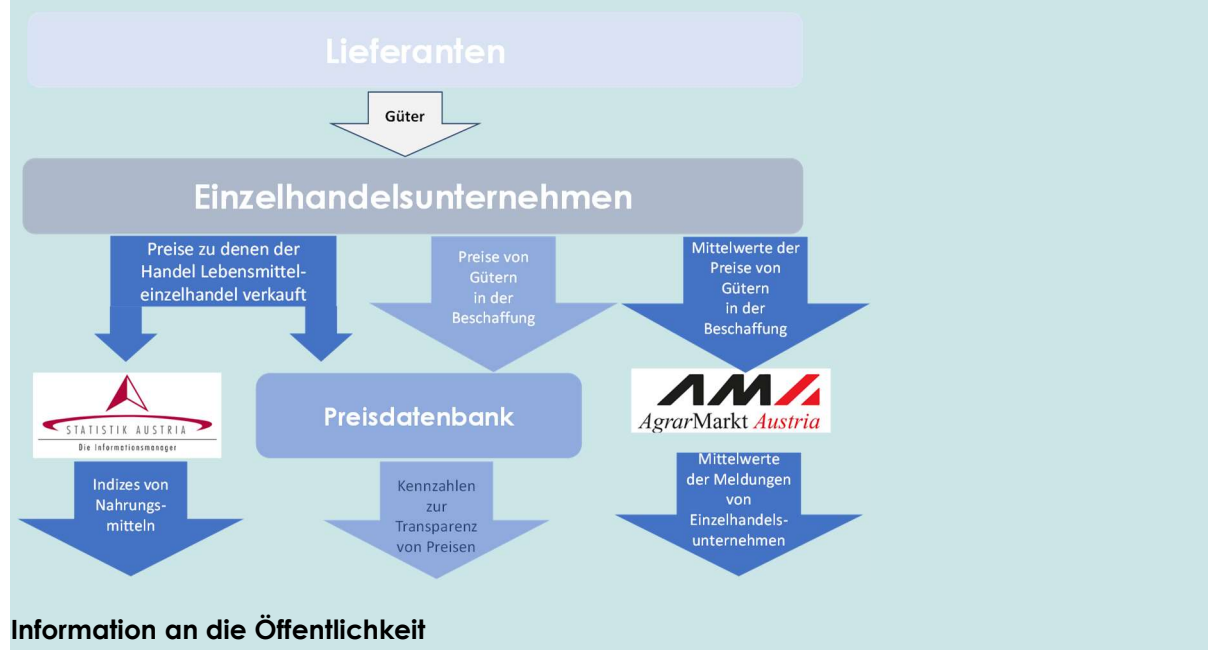 Lieferanten
Güter
Einzelhandelsunternehmen
Preise zu denen der
Handel Lebensmittel-
einzelhandel verkauft
Preise von
Gütern
in der
Beschaffung
Mittelwerte der
Preise von
Gütern
in der
Beschaffung
STATISTIK AUSTRIA
Die Informationsmanager
Preisdatenbank
AMA
AgrarMarkt Austria
Indizes von
Nahrungs-
mitteln
Kennzahlen
zur
Transparenz
von Preisen
Mittelwerte
der Meldungen
von
Einzelhandels-
unternehmen
Information an die Öffentlichkeit